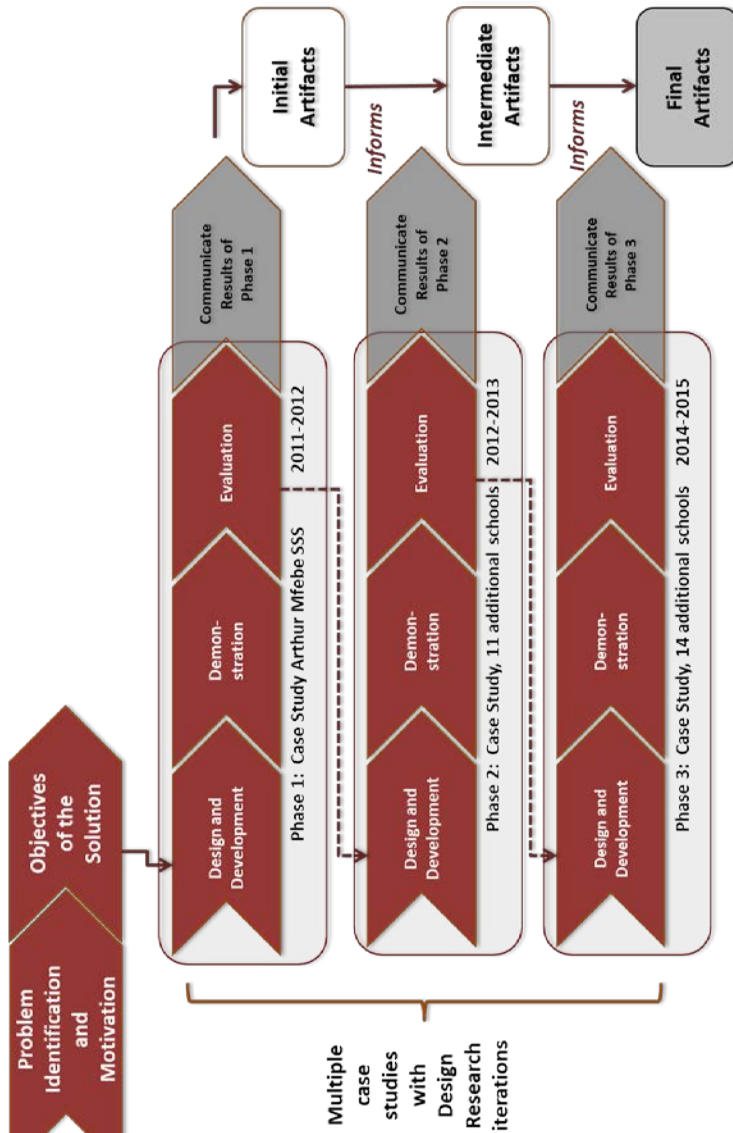 Problem
Identification
and
Motivation
Objectives
of the
Solution
Multiple
case
studies
with
Design
Research
iterations
Design and
Development
Demon-
stration
Evaluation
Communicate
Results of
Phase 1
Phase 1:  Case Study Arthur Mfebe SSS
2011-2012
Initial
Artifacts
Informs
Design and
Development
Demon-
stration
Evaluation
Communicate
Results of
Phase 2
Phase 2:  Case Study, 11 additional schools
2012-2013
Intermediate
Artifacts
Informs
Design and
Development
Demon-
stration
Evaluation
Communicate
Results of
Phase 3
Phase 3:  Case Study, 14 additional schools
2014-2015
Final
Artifacts